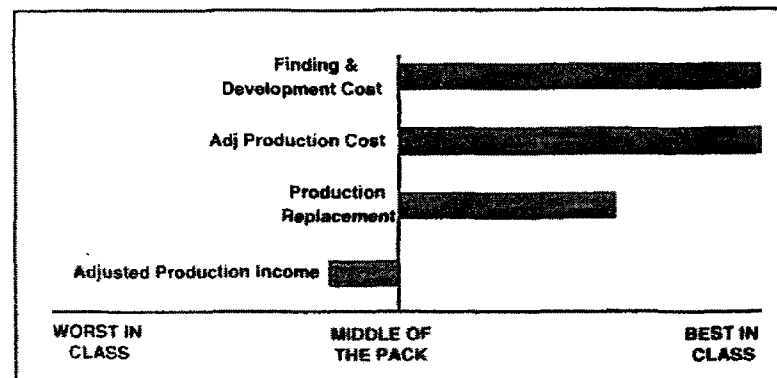 Finding &
Development Cost
Adj Production Cost
Production
Replacement
Adjusted Production Income
WORST IN
CLASS
MIDDLE OF
THE PACK
BEST IN
CLASS